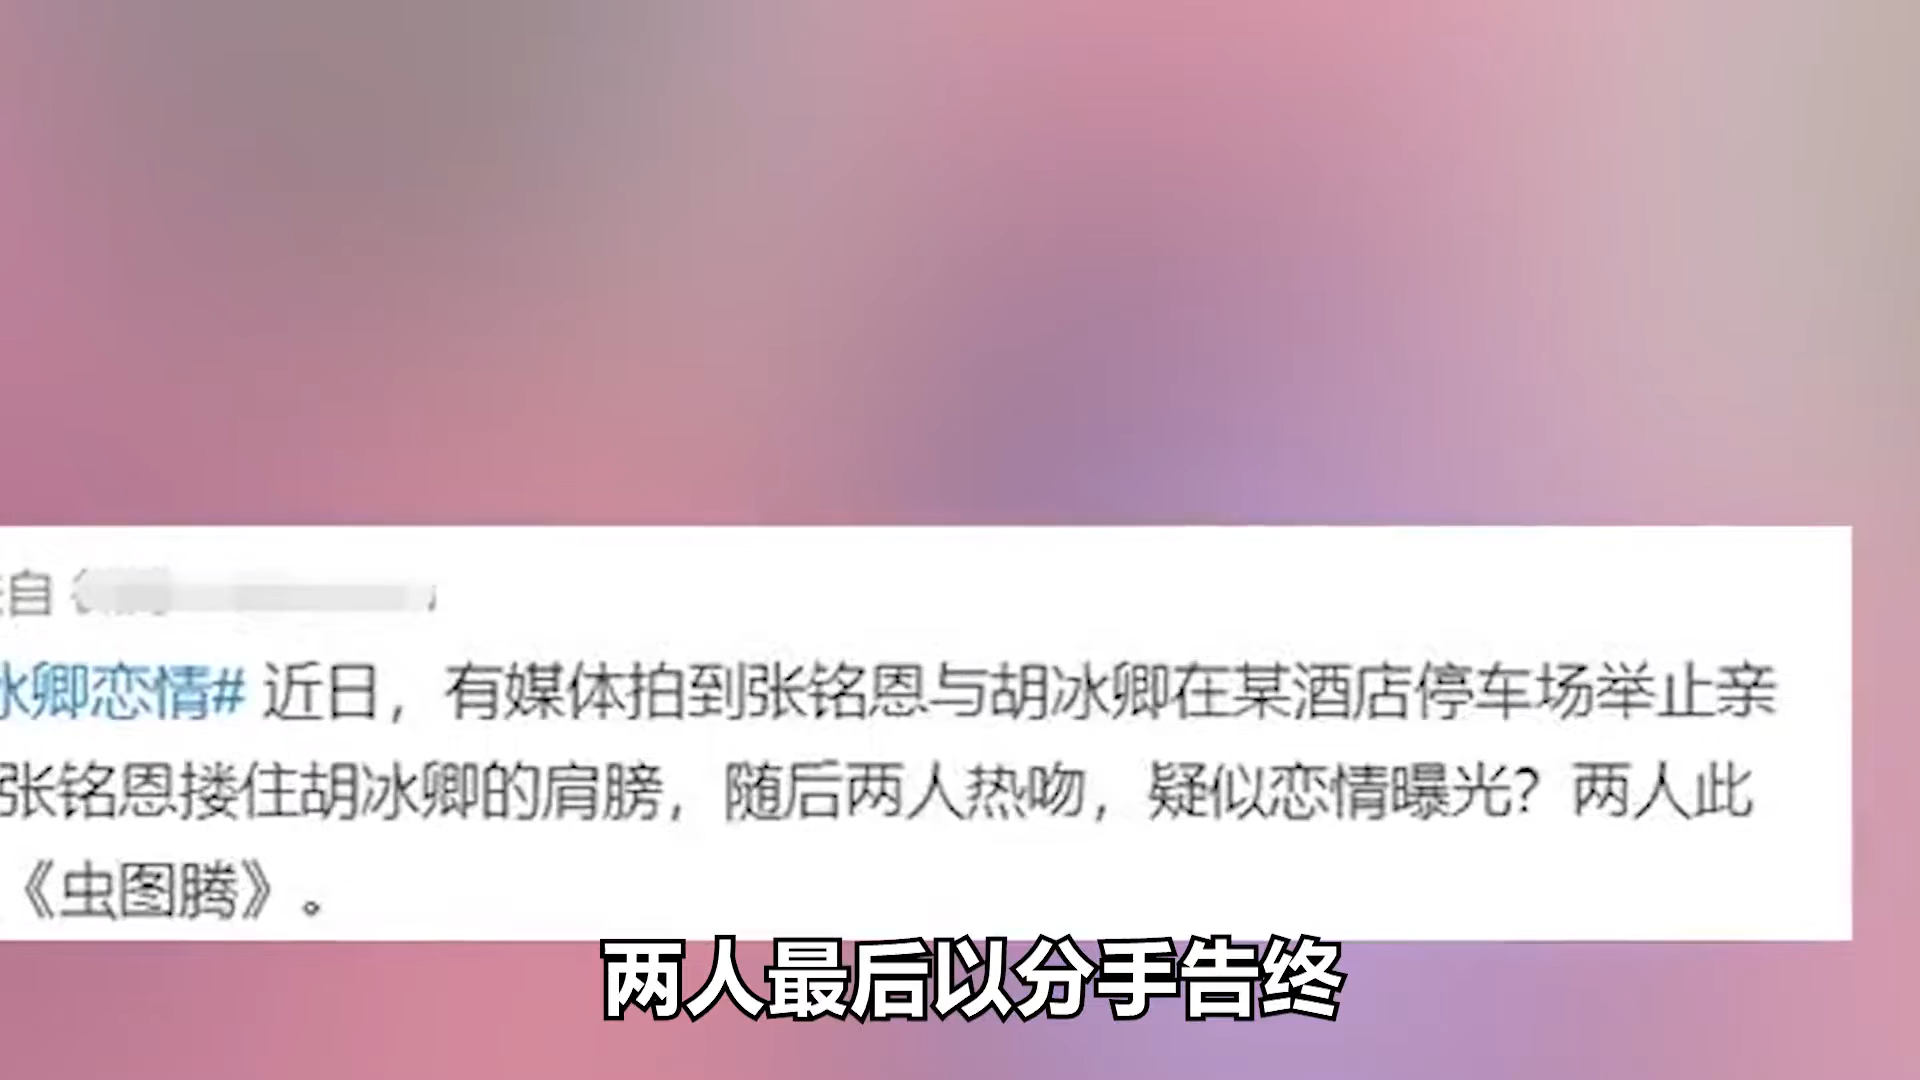 自
冰卿恋情# 近日，有媒体拍到张铭恩与胡冰卿在某酒店停车场举止亲
张铭恩搂住胡冰卿的肩膀，随后两人热吻，疑似恋情曝光？两人此
《虫图腾》。
两人最后以分手告终